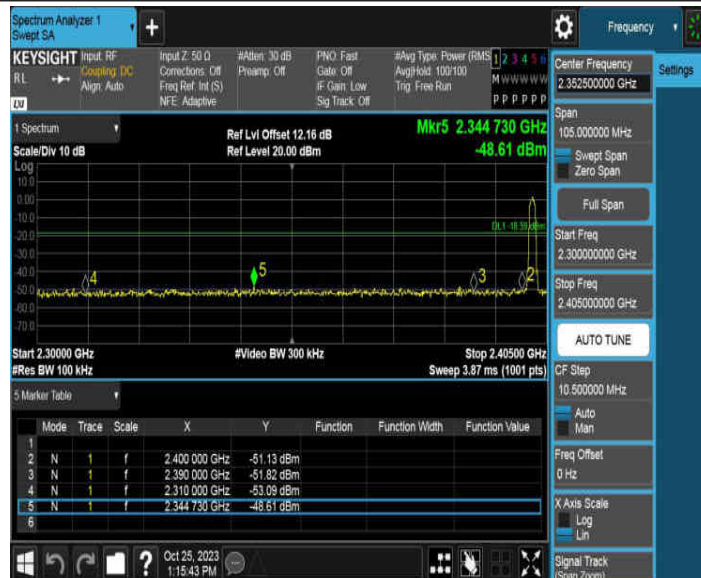 Spectrum Analyzer 1
Swept SA
+
Frequency
KEYSIGHT
RL
LXI
Input: RF
Coupling: DC
Align: Auto
Input Z: 50 Ω
Corrections: Off
Freq Ref: Int (S)
NFE: Adaptive
#Atten: 30 dB
Preamp: Off
PNO: Fast
Gate: Off
IF Gain: Low
Sig Track: Off
#Avg Type: Power (RMS
Avg|Hold: 100/100
Trig: Free Run
1 2 3 4 5 6
M W W W W W
P P P P P P
1 Spectrum
Scale/Div 10 dB
Ref Lvl Offset 12.16 dB
Ref Level 20.00 dBm
Mkr5 2.344 730 GHz
-48.61 dBm
Log
10.0
0.00
-10.0
-20.0
-30.0
-40.0
-50.0
-60.0
-70.0
DL1 -18.59 dBm
4
5
3
2
Start 2.30000 GHz
#Res BW 100 kHz
#Video BW 300 kHz
Stop 2.40500 GHz
Sweep 3.87 ms (1001 pts)
5 Marker Table
Mode Trace Scale X Y Function Function Width Function Value
1
2 N 1 f 2.400 000 GHz -51.13 dBm
3 N 1 f 2.390 000 GHz -51.82 dBm
4 N 1 f 2.310 000 GHz -53.09 dBm
5 N 1 f 2.344 730 GHz -48.61 dBm
6
?
Oct 25, 2023
1:15:43 PM
Center Frequency
2.352500000 GHz
Settings
Span
105.000000 MHz
Swept Span
Zero Span
Full Span
Start Freq
2.300000000 GHz
Stop Freq
2.405000000 GHz
AUTO TUNE
CF Step
10.500000 MHz
Auto
Man
Freq Offset
0 Hz
X Axis Scale
Log
Lin
Signal Track
(Span Zoom)